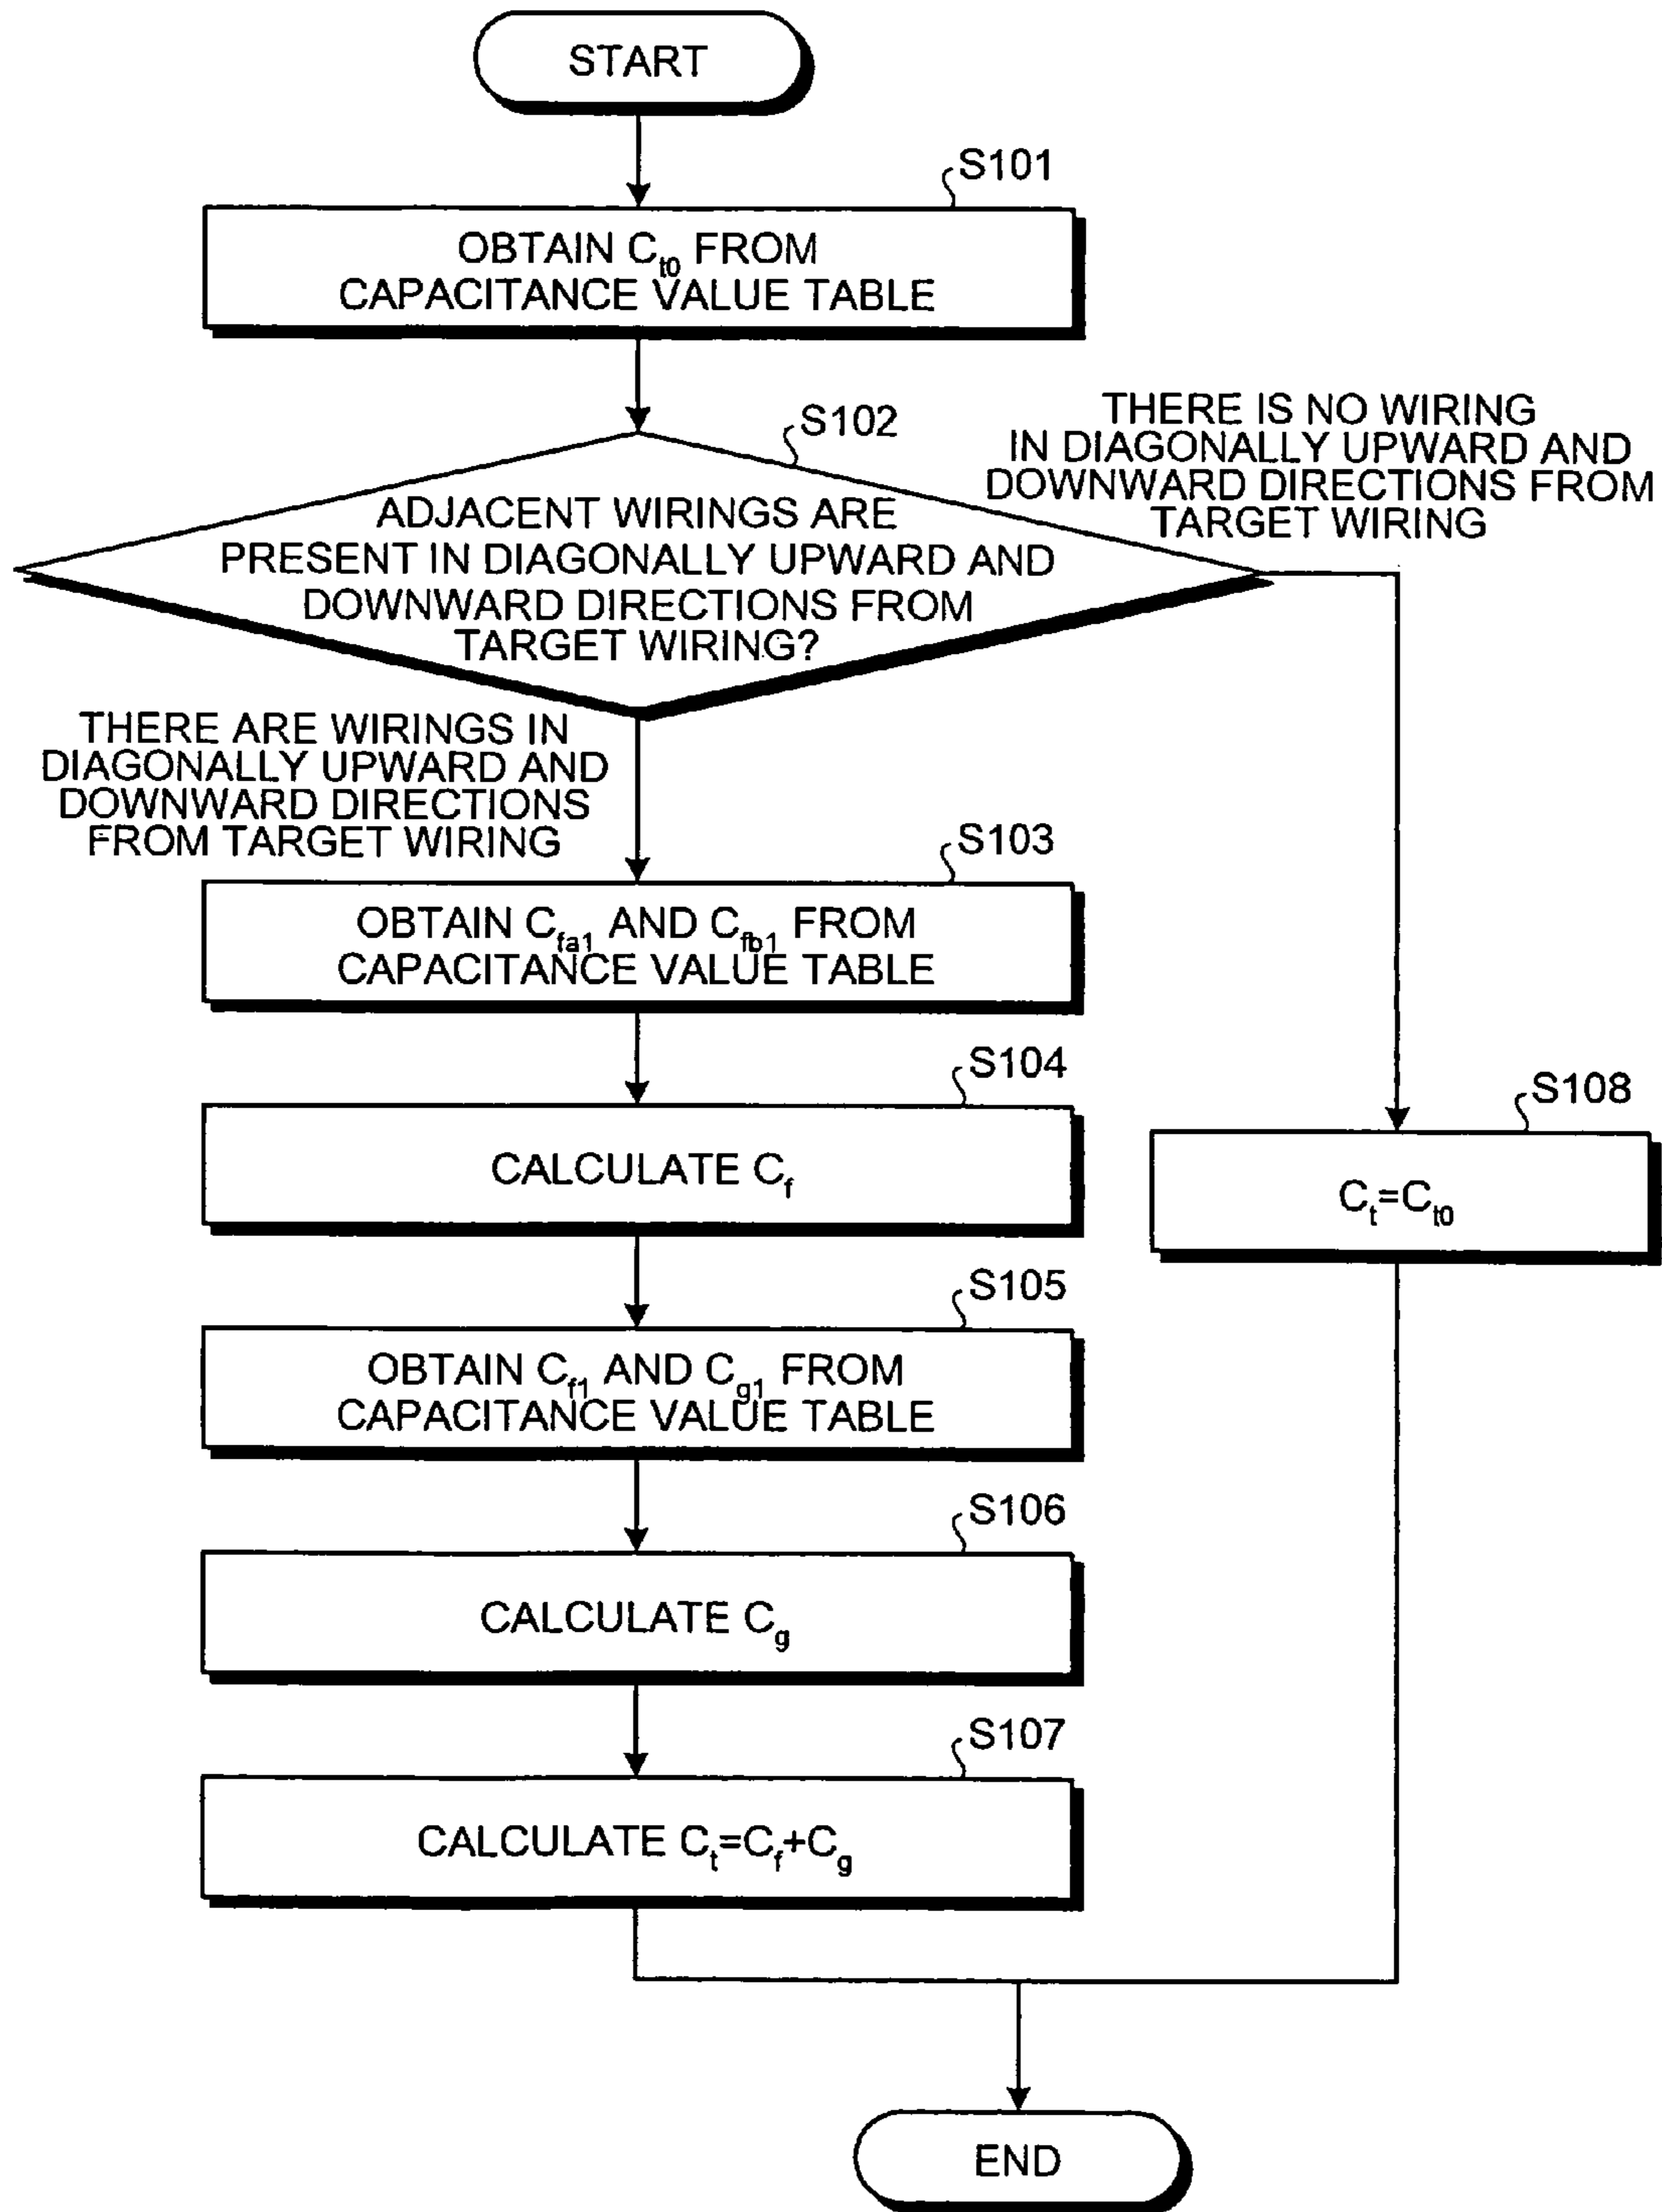 START
S101
OBTAIN Ct0 FROM
CAPACITANCE VALUE TABLE
S102
ADJACENT WIRINGS ARE
PRESENT IN DIAGONALLY UPWARD AND
DOWNWARD DIRECTIONS FROM
TARGET WIRING?
THERE IS NO WIRING
IN DIAGONALLY UPWARD AND
DOWNWARD DIRECTIONS FROM
TARGET WIRING
THERE ARE WIRINGS IN
DIAGONALLY UPWARD AND
DOWNWARD DIRECTIONS
FROM TARGET WIRING
S103
OBTAIN Cfa1 AND Cfb1 FROM
CAPACITANCE VALUE TABLE
S104
CALCULATE Cf
S105
OBTAIN Cf1 AND Cg1 FROM
CAPACITANCE VALUE TABLE
S106
CALCULATE Cg
S107
CALCULATE Ct=Cf+Cg
S108
Ct=Ct0
END